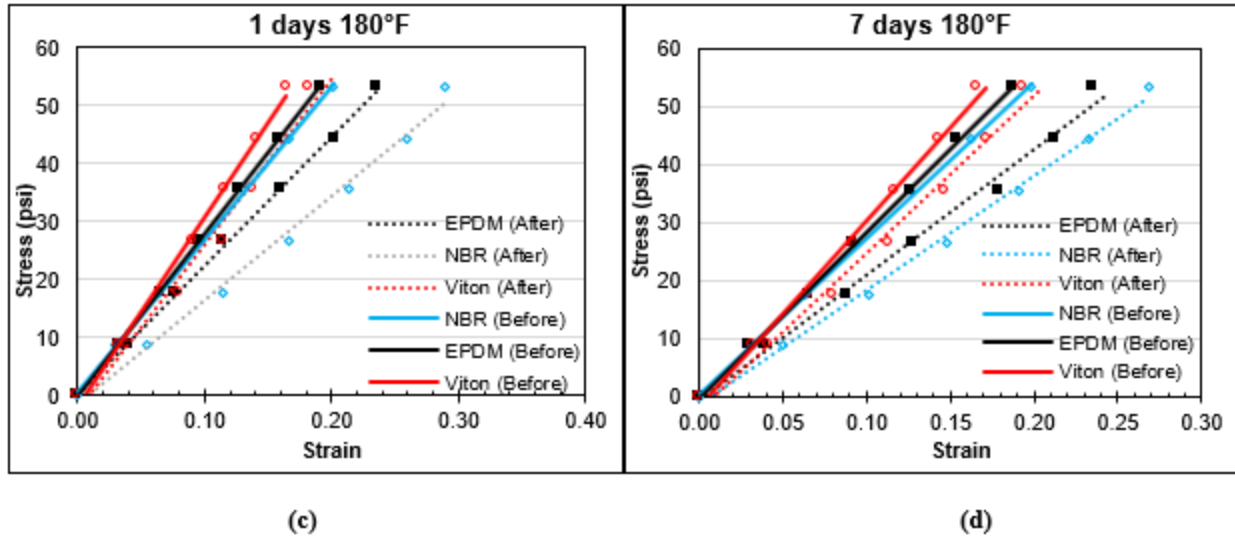 1 days 180°F
60
50
40
30
20
10
0
Stress (psi)
EPDM (After)
NBR (After)
Viton (After)
NBR (Before)
EPDM (Before)
Viton (Before)
0.00 0.10 0.20 0.30 0.40
Strain
(c)
7 days 180°F
60
50
40
30
20
10
0
Stress (psi)
EPDM (After)
NBR (After)
Viton (After)
NBR (Before)
EPDM (Before)
Viton (Before)
0.00 0.05 0.10 0.15 0.20 0.25 0.30
Strain
(d)